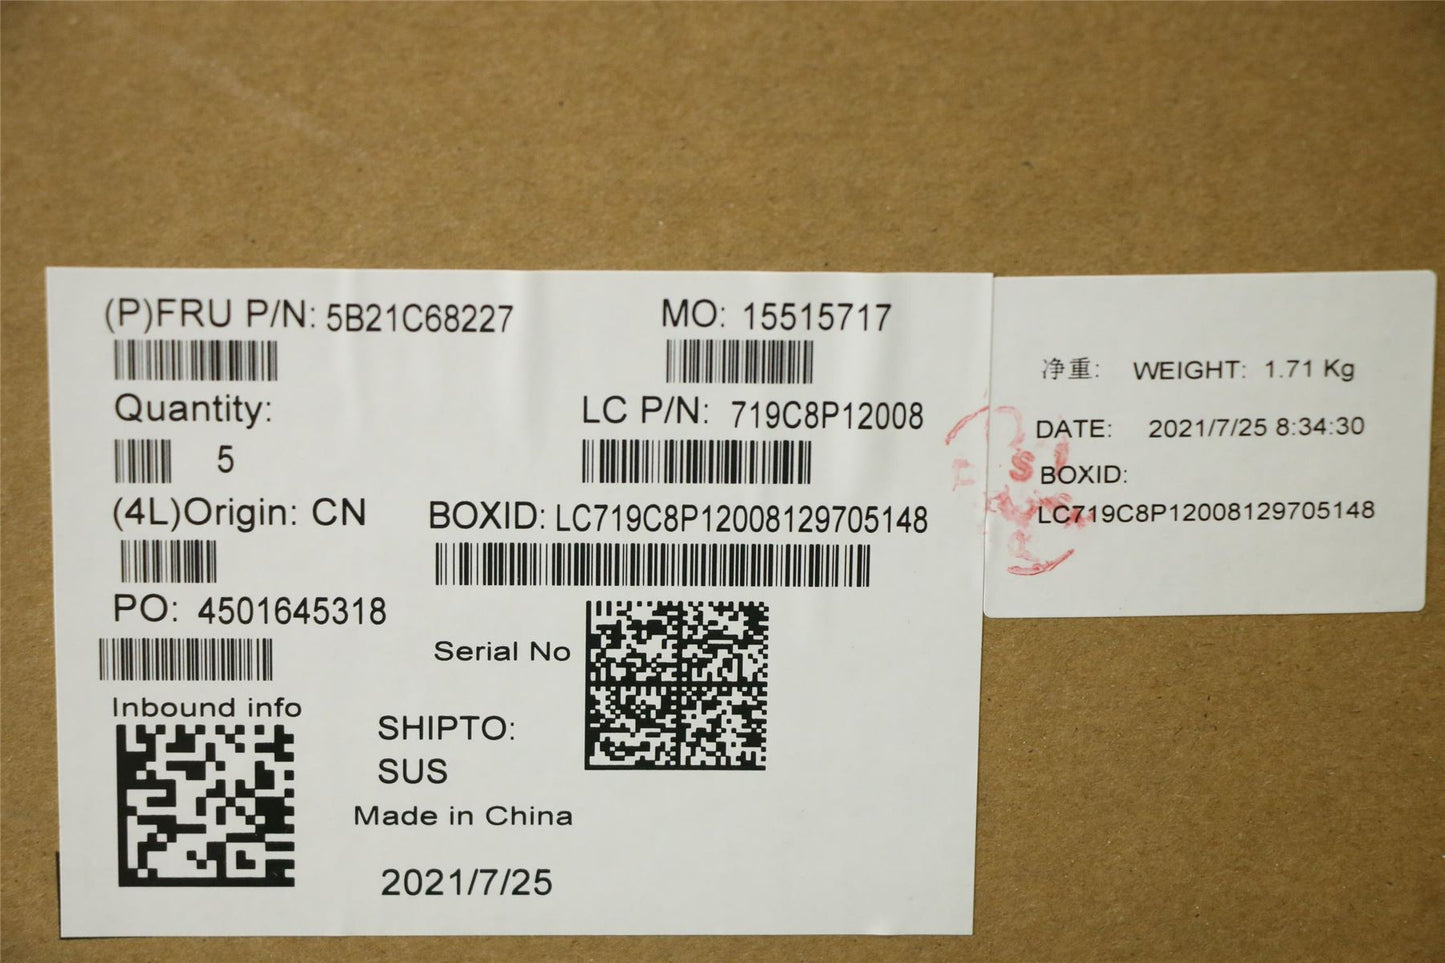 (P)FRU P/N: 5B21C68227
MO: 15515717
Quantity:
5
LC P/N: 719C8P12008
(4L)Origin: CN
BOXID: LC719C8P12008129705148
PO: 4501645318
Serial No
Inbound info
SHIPTO:
SUS
Made in China
2021/7/25
净重: WEIGHT: 1.71 Kg
DATE: 2021/7/25 8:34:30
BOXID:
LC719C8P12008129705148